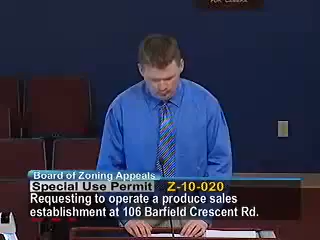 Board of Zoning Appeals
Special Use Permit Z-10-020
Requesting to operate a produce sales
establishment at 106 Barfield Crescent Rd.